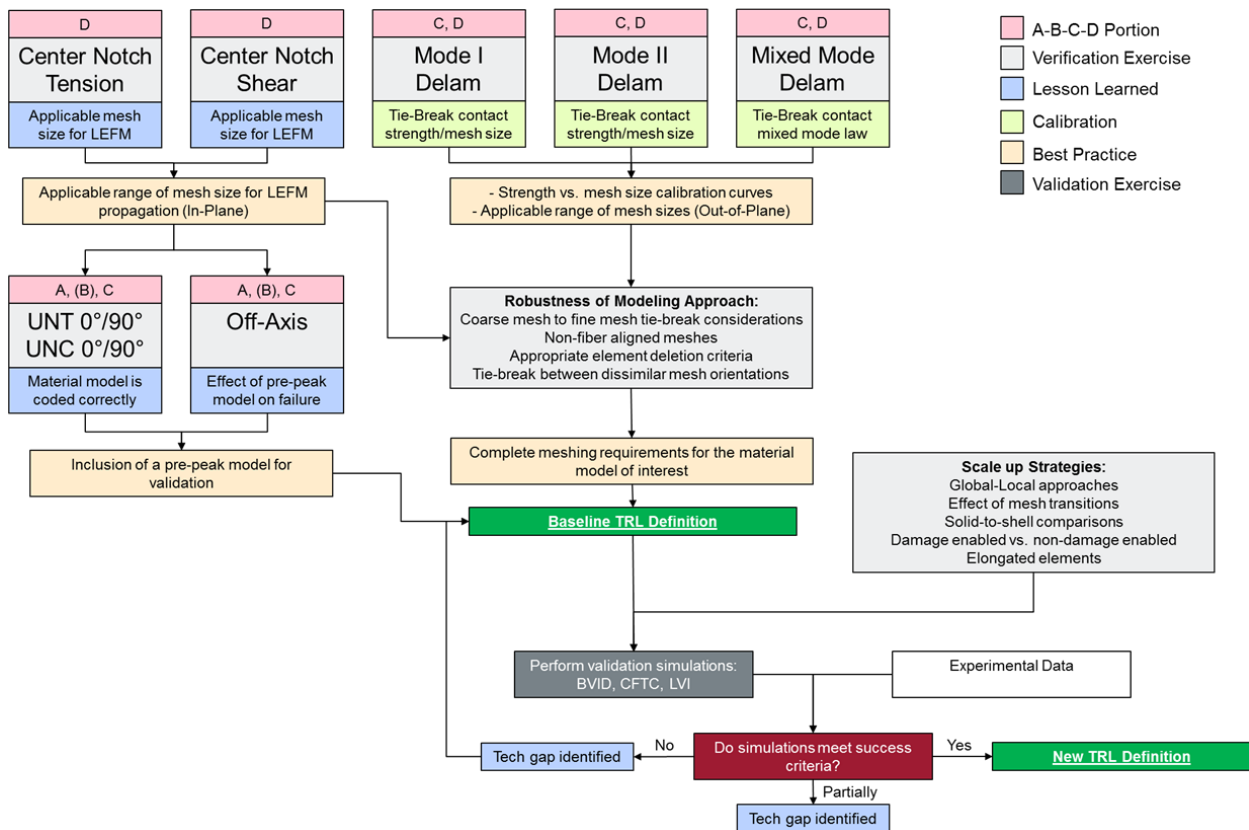 D
Center Notch
Tension
Applicable mesh
size for LEFM
D
Center Notch
Shear
Applicable mesh
size for LEFM
C, D
Mode I
Delam
Tie-Break contact
strength/mesh size
C, D
Mode II
Delam
Tie-Break contact
strength/mesh size
C, D
Mixed Mode
Delam
Tie-Break contact
mixed mode law
A-B-C-D Portion
Verification Exercise
Lesson Learned
Calibration
Best Practice
Validation Exercise
Applicable range of mesh size for LEFM
propagation (In-Plane)
- Strength vs. mesh size calibration curves
- Applicable range of mesh sizes (Out-of-Plane)
A, (B), C
UNT 0°/90°
UNC 0°/90°
Material model is
coded correctly
A, (B), C
Off-Axis
Effect of pre-peak
model on failure
Robustness of Modeling Approach:
Coarse mesh to fine mesh tie-break considerations
Non-fiber aligned meshes
Appropriate element deletion criteria
Tie-break between dissimilar mesh orientations
Inclusion of a pre-peak model for
validation
Complete meshing requirements for the material
model of interest
Scale up Strategies:
Global-Local approaches
Effect of mesh transitions
Solid-to-shell comparisons
Damage enabled vs. non-damage enabled
Elongated elements
Baseline TRL Definition
Perform validation simulations:
BVID, CFTC, LVI
Experimental Data
Tech gap identified
No
Do simulations meet success
criteria?
Yes
New TRL Definition
Partially
Tech gap identified